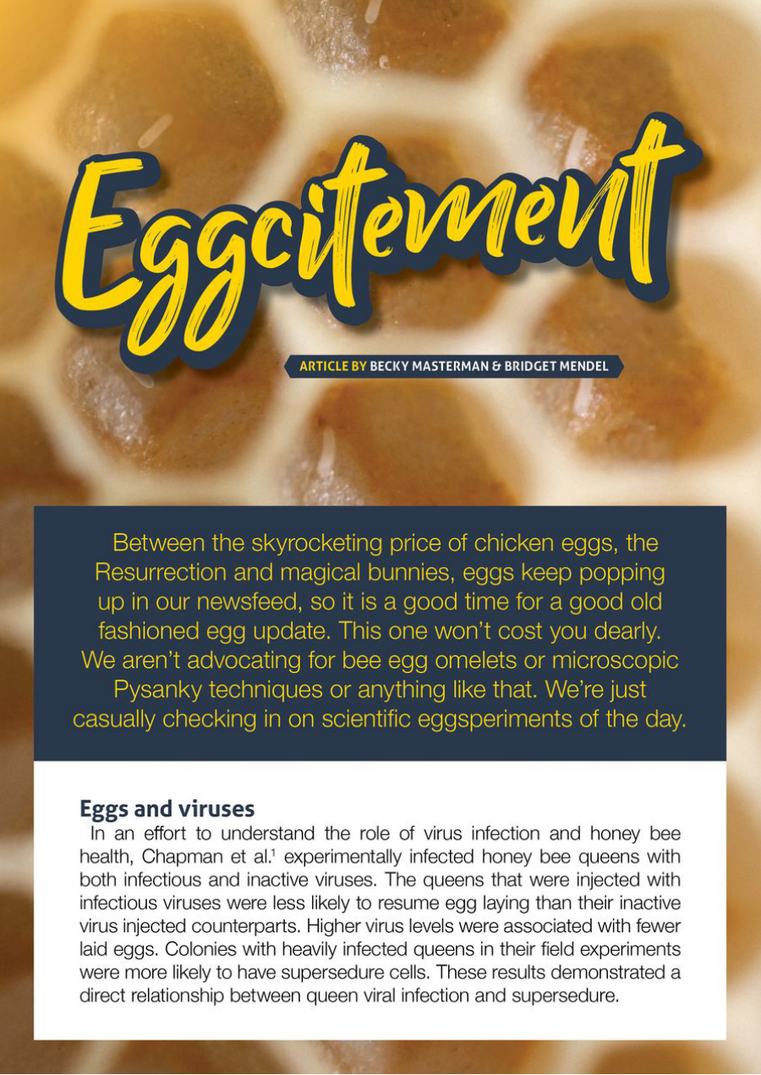 Eggcitement
ARTICLE BY BECKY MASTERMAN & BRIDGET MENDEL
Between the skyrocketing price of chicken eggs, the
Resurrection and magical bunnies, eggs keep popping
up in our newsfeed, so it is a good time for a good old
fashioned egg update. This one won’t cost you dearly.
We aren’t advocating for bee egg omelets or microscopic
Pysanky techniques or anything like that. We’re just
casually checking in on scientific eggsperiments of the day.
Eggs and viruses
In an effort to understand the role of virus infection and honey bee
health, Chapman et al.¹ experimentally infected honey bee queens with
both infectious and inactive viruses. The queens that were injected with
infectious viruses were less likely to resume egg laying than their inactive
virus injected counterparts. Higher virus levels were associated with fewer
laid eggs. Colonies with heavily infected queens in their field experiments
were more likely to have supersedure cells. These results demonstrated a
direct relationship between queen viral infection and supersedure.